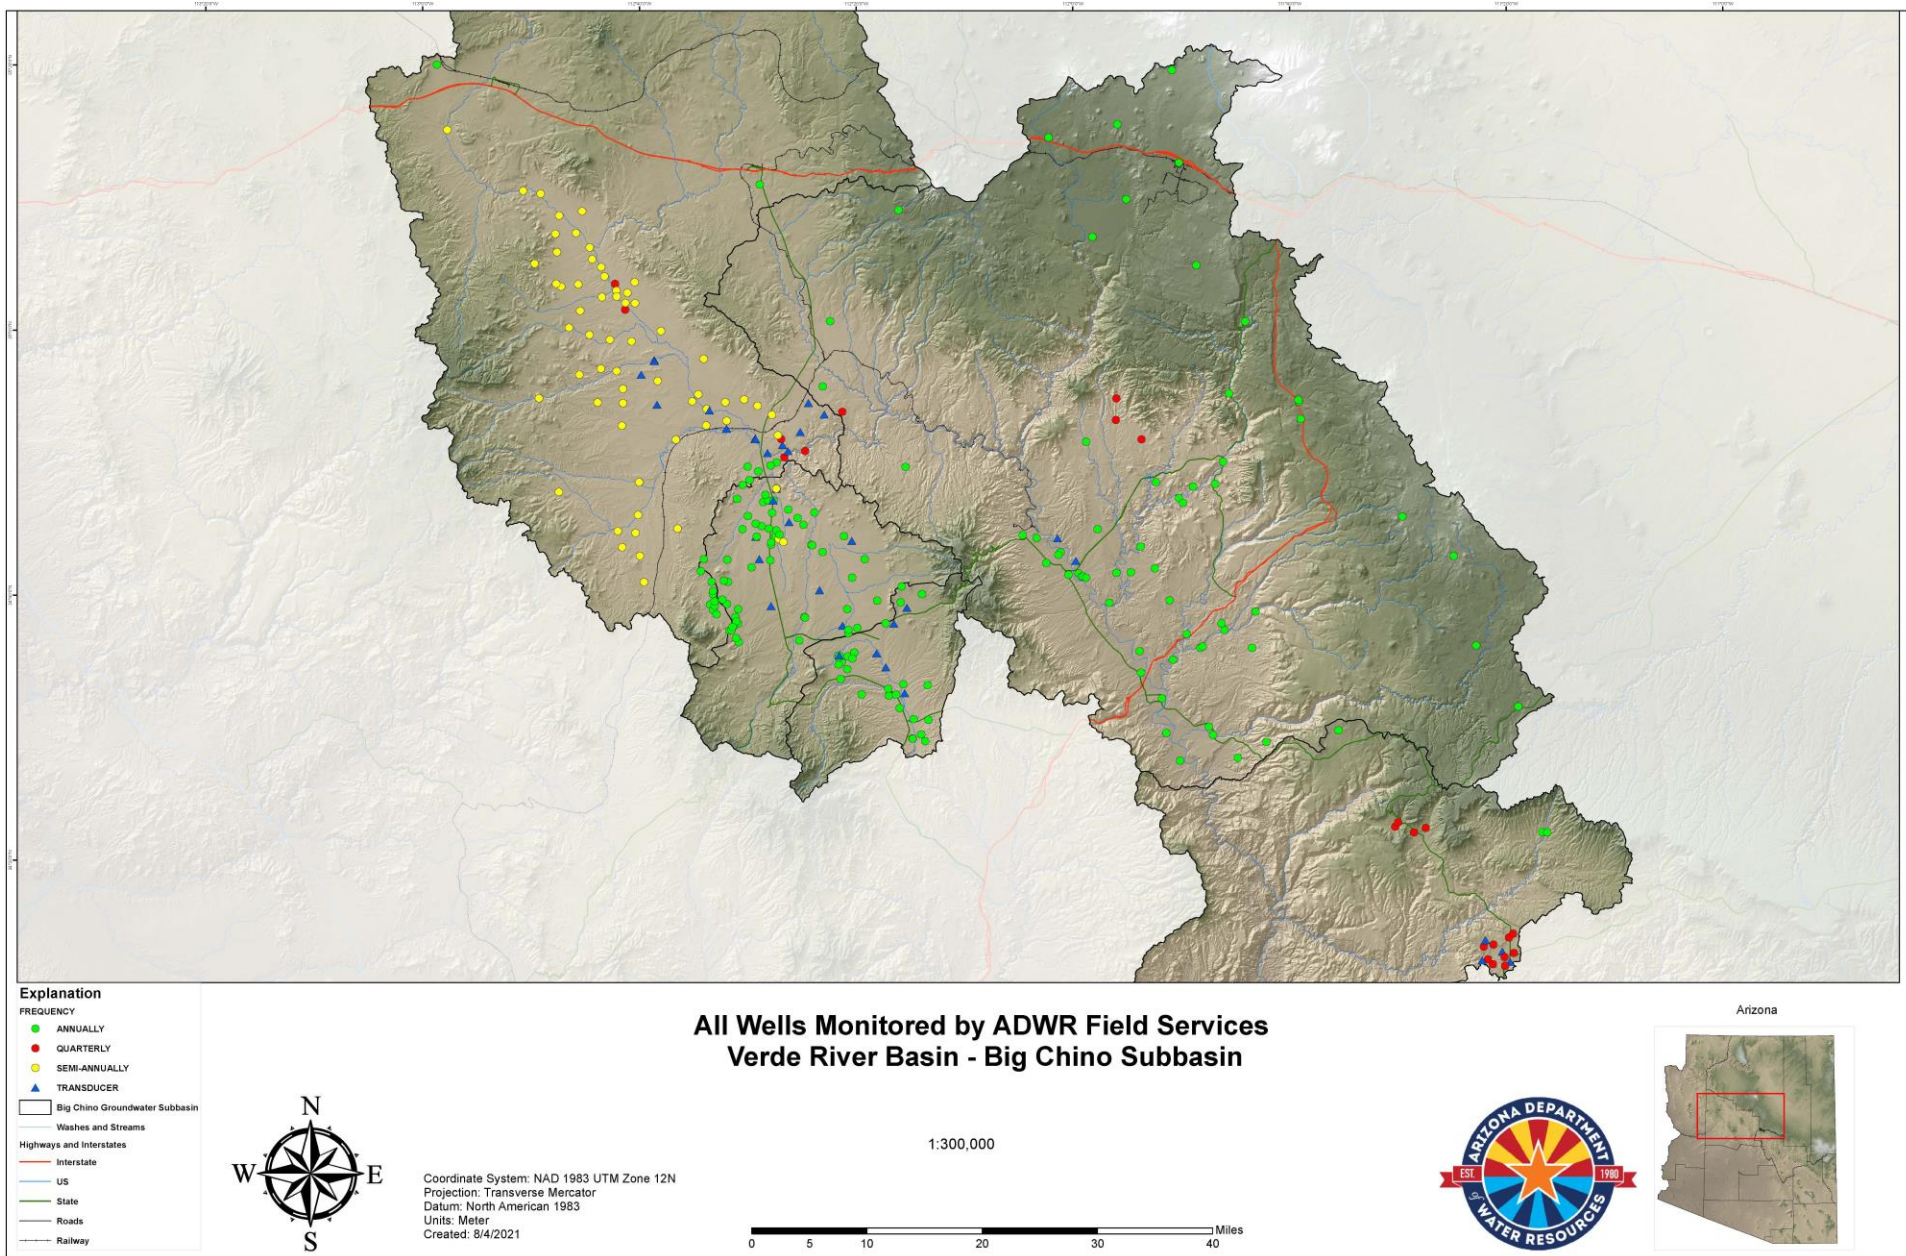 Explanation
FREQUENCY
ANNUALLY
QUARTERLY
SEMI-ANNUALLY
TRANSDUCER
Big Chino Groundwater Subbasin
Washes and Streams
Highways and Interstates
Interstate
US
State
Roads
Railway
N
W E
S
Coordinate System: NAD 1983 UTM Zone 12N
Projection: Transverse Mercator
Datum: North American 1983
Units: Meter
Created: 8/4/2021
All Wells Monitored by ADWR Field Services
Verde River Basin - Big Chino Subbasin
1:300,000
0 5 10 20 30 40 Miles
ARIZONA DEPARTMENT
EST. 1980
of WATER RESOURCES
Arizona